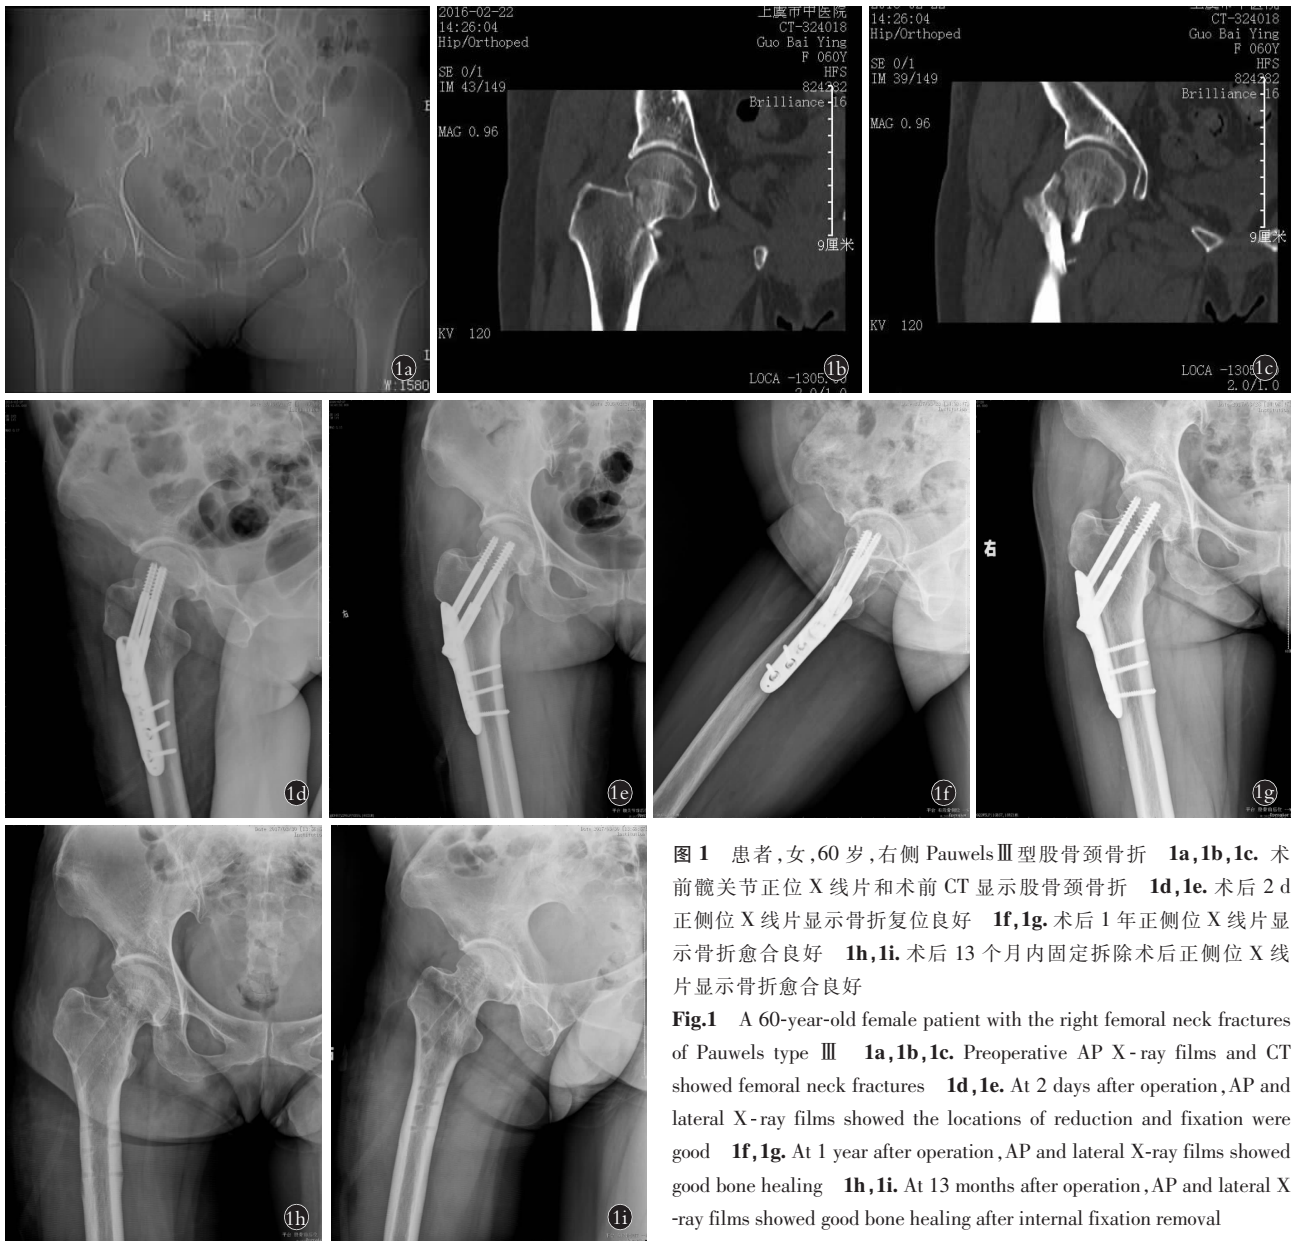 H
1a
W:1580
2016-02-22
14:26:04
Hip/Orthoped
SE 0/1
IM 43/149
MAG 0.96
KV 120
上虞市中医院
CT-324018
Guo Bai Ying
F 060Y
HFS
824282
Brilliance 16
9厘米
1b
LOCA -1305.
2.0/1.0
14:26:04
Hip/Orthoped
SE 0/1
IM 39/149
MAG 0.96
KV 120
CT-324018
Guo Bai Ying
F 060Y
HFS
824282
Brilliance 16
9厘米
1c
LOCA -1305.
2.0/1.0
1d
1e
1f
右
1g
1h
1i
图 1 患者,女,60 岁,右侧 Pauwels Ⅲ 型股骨颈骨折 1a,1b,1c. 术
前髋关节正位 X 线片和术前 CT 显示股骨颈骨折 1d,1e. 术后 2 d
正侧位 X 线片显示骨折复位良好 1f,1g. 术后 1 年正侧位 X 线片显
示骨折愈合良好 1h,1i. 术后 13 个月内固定拆除术后正侧位 X 线
片显示骨折愈合良好
Fig.1 A 60-year-old female patient with the right femoral neck fractures
of Pauwels type Ⅲ 1a,1b,1c. Preoperative AP X-ray films and CT
showed femoral neck fractures 1d,1e. At 2 days after operation, AP and
lateral X-ray films showed the locations of reduction and fixation were
good 1f,1g. At 1 year after operation, AP and lateral X-ray films showed
good bone healing 1h,1i. At 13 months after operation, AP and lateral X
-ray films showed good bone healing after internal fixation removal